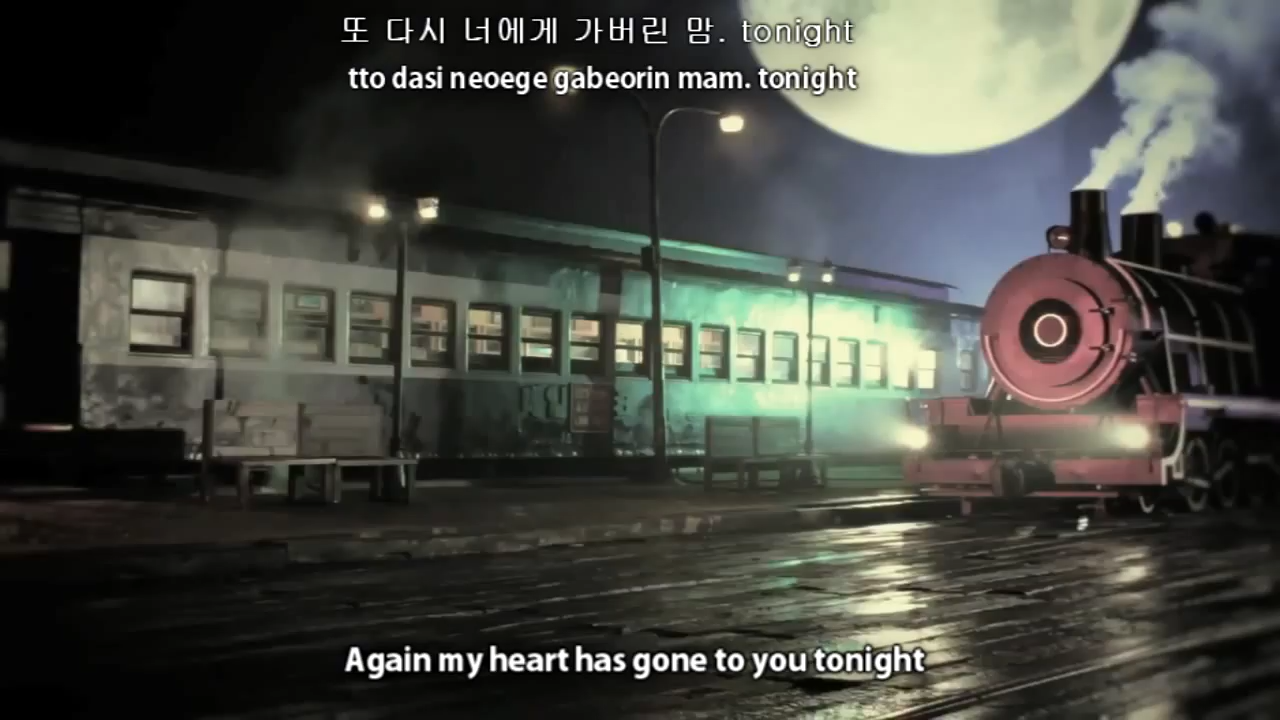 또 다시 너에게 가버린 맘. tonight
tto dasi neoege gabeorin mam. tonight
Again my heart has gone to you tonight